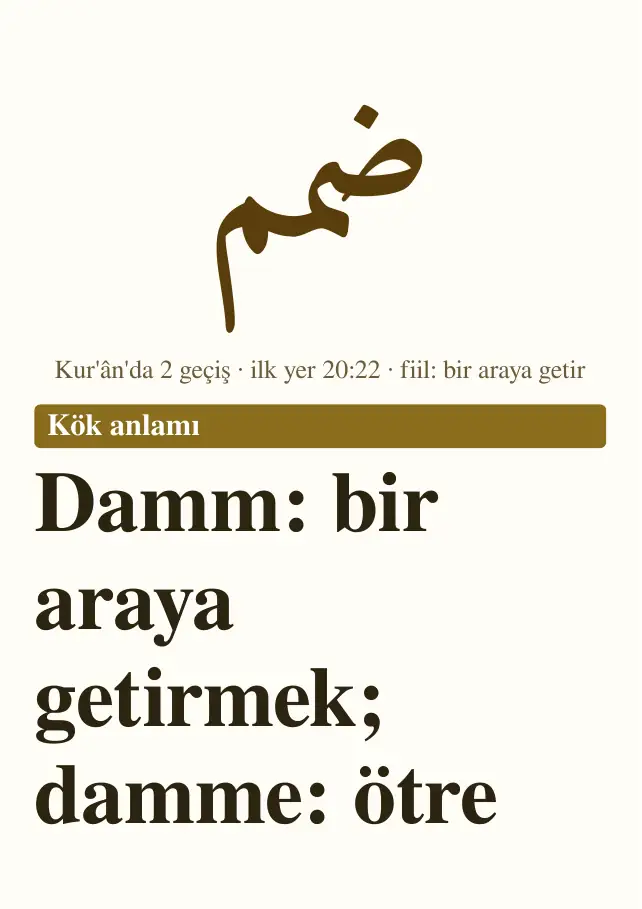 ضمم
Kur'ân'da 2 geçiş · ilk yer 20:22 · fiil: bir araya getir
Kök anlamı
Damm: bir
araya
getirmek;
damme: ötre